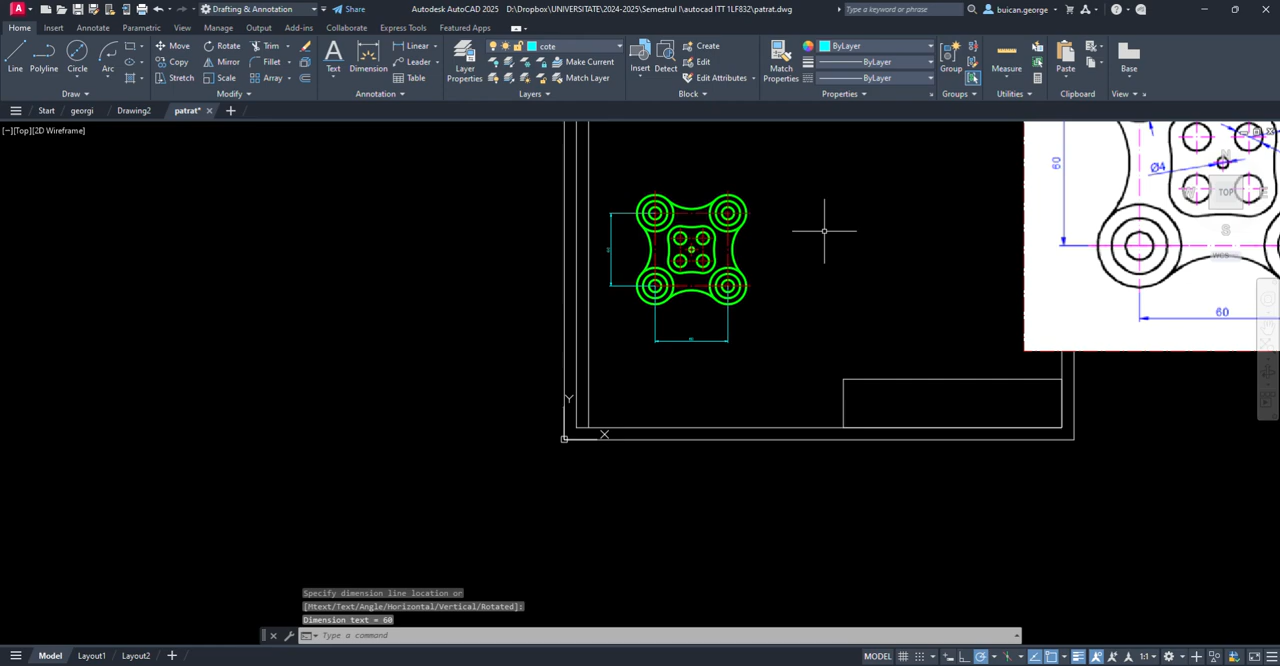 Drafting & Annotation
Share
Autodesk AutoCAD 2025 D:\Dropbox\UNIVERSITATE\2024-2025\Semestrul I\autocad ITT 1LF832\patrat.dwg
Type a keyword or phrase
buican.george
Home Insert Annotate Parametric View Manage Output Add-ins Collaborate Express Tools Featured Apps
Line Polyline Circle Arc
Move Rotate Trim
Copy Mirror Fillet
Stretch Scale Array
Text Dimension
Linear
Leader
Table
Layer Properties
cote
Make Current
Match Layer
Insert Detect
Create
Edit
Edit Attributes
Match Properties
ByLayer
ByLayer
ByLayer
Group
Measure
Paste
Base
Draw Modify Annotation Layers Block Properties Groups Utilities Clipboard View
Start georgi Drawing2 patrat*
[−][Top][2D Wireframe]
60
Ø4
N
W TOP E
S
WCS
60
Y
X
Specify dimension line location or
[Mtext/Text/Angle/Horizontal/Vertical/Rotated]:
Dimension text = 60
Type a command
Model Layout1 Layout2
MODEL
1:1